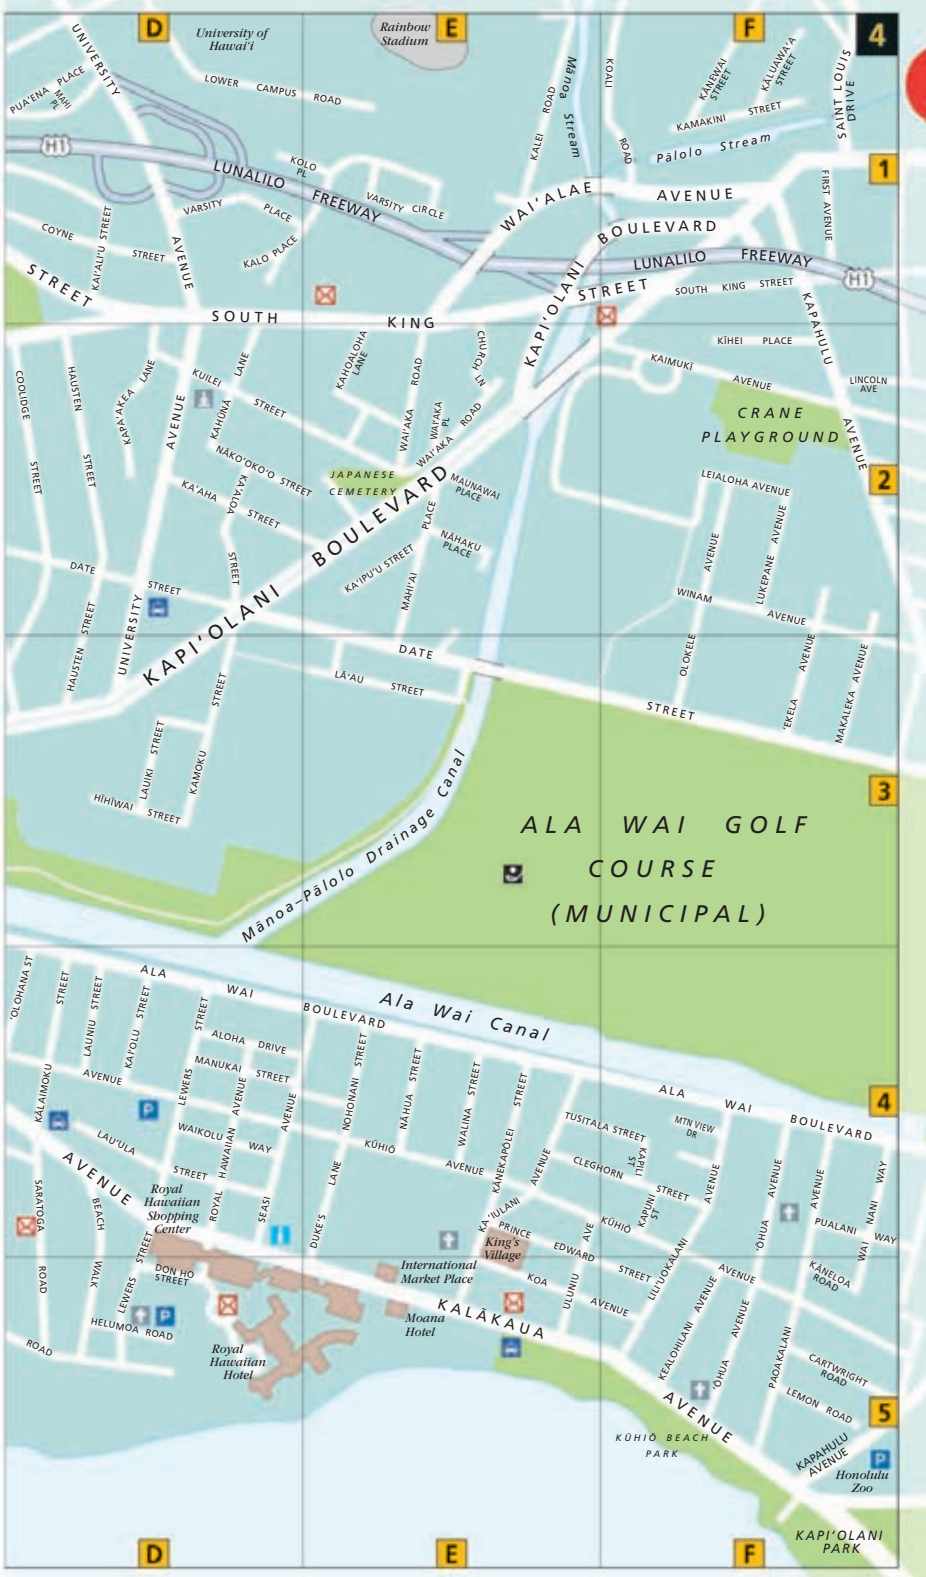 D
E
F
4
University of
Hawai'i
Rainbow
Stadium
UNIVERSITY
PUA'ENA PLACE
MAHI
PL
LOWER CAMPUS ROAD
KALEI ROAD
Mānoa Stream
KOALI
ROAD
KĀNEWAI
STREET
KĀLUAWA'A
STREET
KAMAKINI STREET
SAINT LOUIS
DRIVE
Pālolo Stream
1
H1
LUNALILO FREEWAY
KOLO
PL
VARSITY CIRCLE
VARSITY PLACE
WAI'ALAE AVENUE
FIRST AVENUE
COYNE STREET
KAI'ALI'U STREET
AVENUE
KALO PLACE
BOULEVARD
LUNALILO FREEWAY
H1
STREET
SOUTH KING
STREET
SOUTH KING STREET
KAPI'OLANI
KAPAHULU
KĪHEI PLACE
KAIMUKĪ AVENUE
LINCOLN
AVE
CRANE
PLAYGROUND
AVENUE
2
COOLIDGE STREET
HAUSTEN STREET
KAPA'AKEA LANE
KUILEI STREET
KAHUNA LANE
AVENUE
KAHOALOHA
LANE
WAI'AKA ROAD
WAI'AKA
PL
CHURCH LN
WAI'AKA ROAD
NĀKO'OKO'O STREET
KA'AHA STREET
KA'ALOA STREET
JAPANESE
CEMETERY
MAUNAWAI
PLACE
NĀHAKU
PLACE
MAHI'AI PLACE
KA'IPU'U STREET
KAPI'OLANI BOULEVARD
LEIALOHA AVENUE
LUKEPANE AVENUE
OLOKELE AVENUE
WINAM AVENUE
DATE STREET
HAUSTEN STREET
UNIVERSITY
DATE STREET
LĀ'AU STREET
'EKELA AVENUE
MAKALEKA AVENUE
3
LAUIKI STREET
KAMOKU STREET
HĪHĪWAI STREET
Mānoa–Pālolo Drainage Canal
ALA WAI GOLF
COURSE
(MUNICIPAL)
ALA WAI BOULEVARD
Ala Wai Canal
ALA WAI BOULEVARD
4
'OLOHANA ST
KĀLAIMOKU STREET
LAUNIU STREET
KAI'OLU STREET
LEWERS STREET
ALOHA DRIVE
MANUKAI STREET
AVENUE
P
WAIKOLU WAY
LAU'ULA STREET
ROYAL HAWAIIAN AVENUE
SEASI AVENUE
NOHONANI STREET
NĀHUA STREET
WALINA STREET
KĀNEKAPŌLEI STREET
KŪHIŌ AVENUE
DUKE'S LANE
TUSITALA STREET
MTN VIEW
DR
KAPILI
ST
CLEGHORN STREET
KAPUNI
ST
KA'IULANI AVENUE
PRINCE EDWARD STREET
KŪHIŌ AVENUE
LILI'UOKALANI AVENUE
'ŌHUA AVENUE
AVENUE
PUALANI WAY
WAI NANI WAY
KĀNELOA
ROAD
AVENUE
SARATOGA ROAD
BEACH WALK
Royal
Hawaiian
Shopping
Center
King's
Village
International
Market Place
KOA AVENUE
ULUNIU AVE
LEWERS STREET
DON HO
STREET
P
HELUMOA ROAD
ROAD
Moana
Hotel
Royal
Hawaiian
Hotel
KALĀKAUA AVENUE
KEALOHILANI AVENUE
'ŌHUA AVENUE
PAOAKALANI
CARTWRIGHT
ROAD
LEMON ROAD
5
KŪHIŌ BEACH
PARK
KAPAHULU
AVENUE
P
Honolulu
Zoo
KAPI'OLANI
PARK
D
E
F